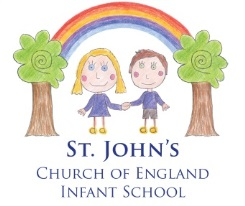 ST. JOHN'S
CHURCH OF ENGLAND
INFANT SCHOOL